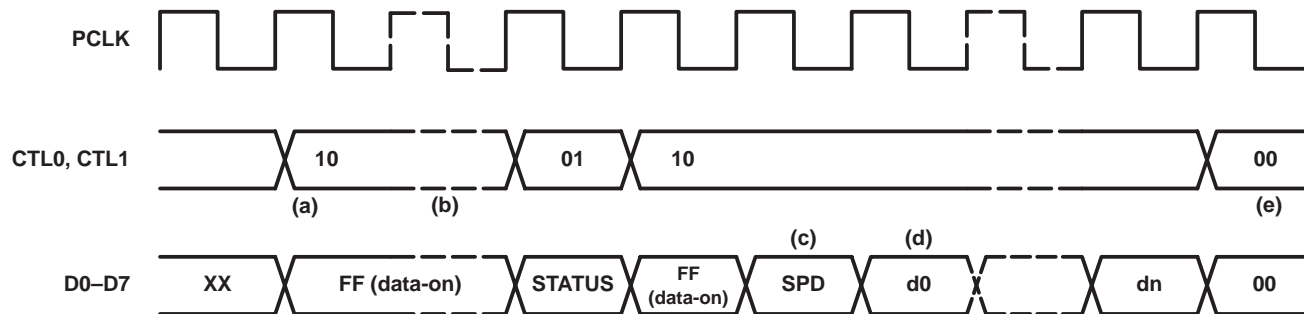 PCLK
CTL0, CTL1
10
01
10
00
(a)
(b)
(e)
(c)
(d)
D0–D7
XX
FF (data-on)
STATUS
FF
(data-on)
SPD
d0
dn
00